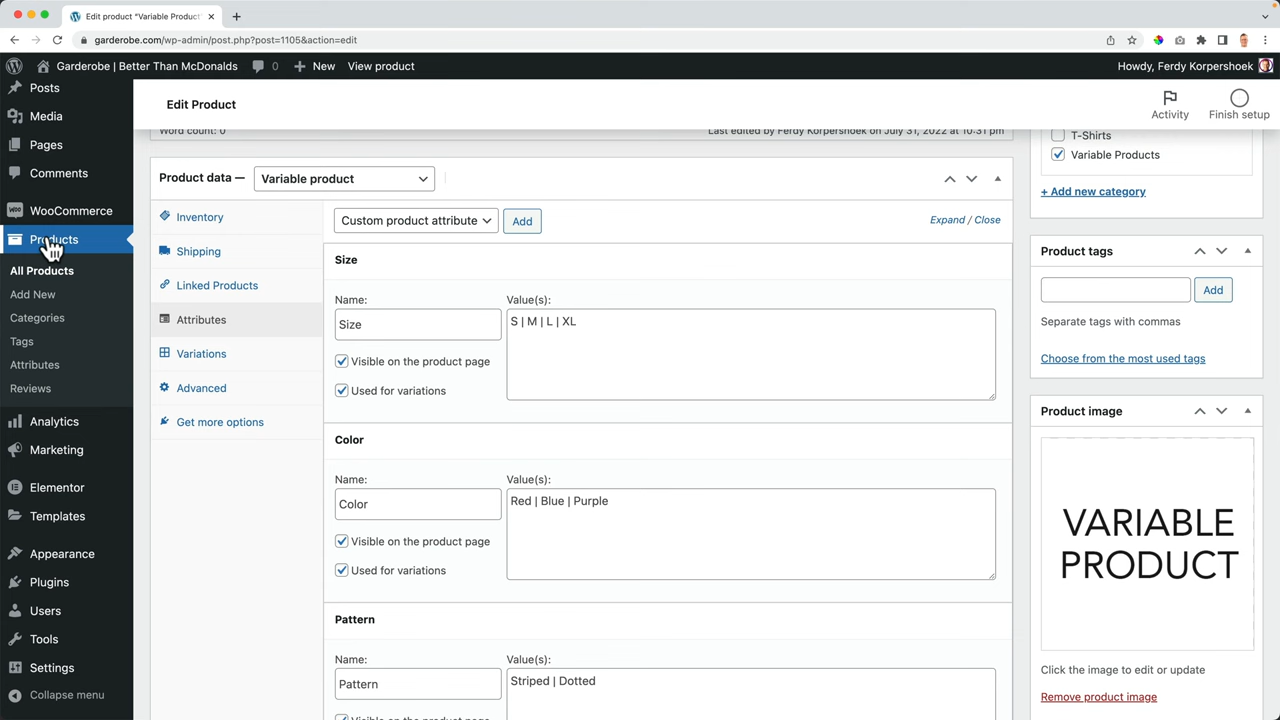 Edit product "Variable Product"
garderobe.com/wp-admin/post.php?post=1105&action=edit
Garderobe | Better Than McDonalds
0
New
View product
Howdy, Ferdy Korpershoek
Posts
Media
Pages
Comments
WooCommerce
Products
All Products
Add New
Categories
Tags
Attributes
Reviews
Analytics
Marketing
Elementor
Templates
Appearance
Plugins
Users
Tools
Settings
Collapse menu
Edit Product
Activity
Finish setup
Word count: 0
Last edited by Ferdy Korpershoek on July 31, 2022 at 10:31 pm
Product data —
Variable product
Inventory
Shipping
Linked Products
Attributes
Variations
Advanced
Get more options
Custom product attribute
Add
Expand / Close
Size
Name:
Value(s):
Size
S | M | L | XL
Visible on the product page
Used for variations
Color
Name:
Value(s):
Color
Red | Blue | Purple
Visible on the product page
Used for variations
Pattern
Name:
Value(s):
Pattern
Striped | Dotted
T-Shirts
Variable Products
+ Add new category
Product tags
Add
Separate tags with commas
Choose from the most used tags
Product image
VARIABLE
PRODUCT
Click the image to edit or update
Remove product image